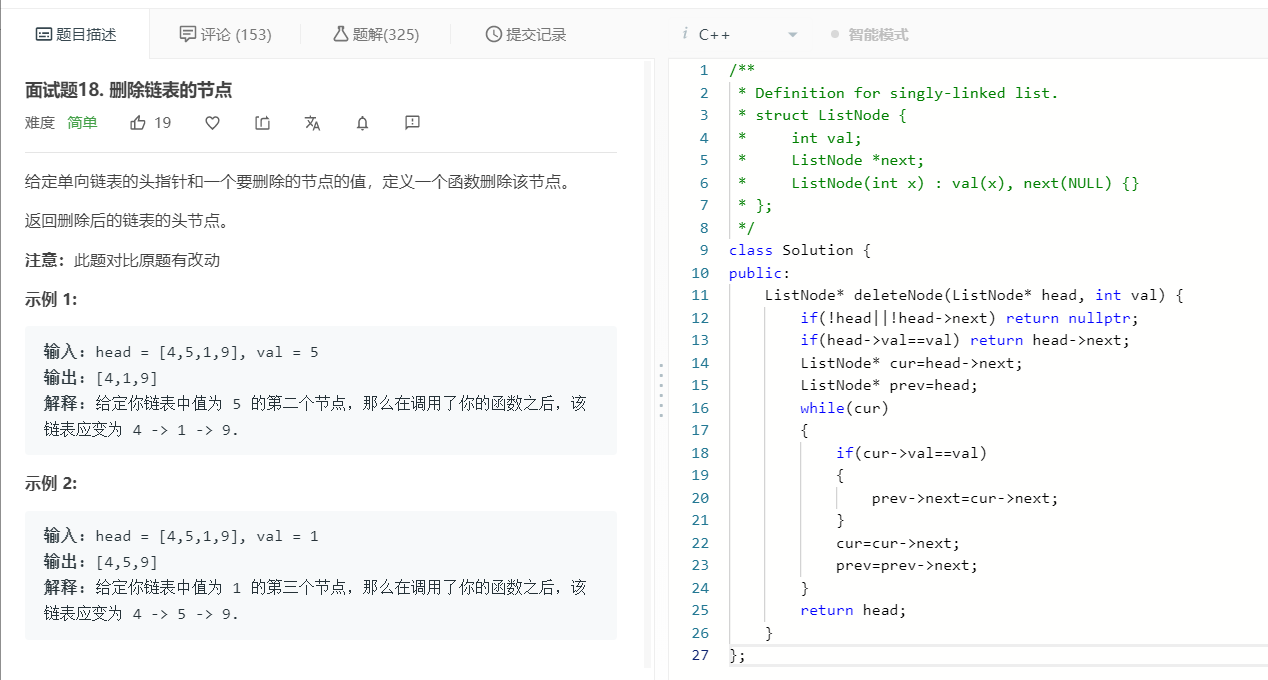 题目描述
评论 (153)
题解(325)
提交记录
i C++
智能模式
面试题18. 删除链表的节点
难度 简单 19
给定单向链表的头指针和一个要删除的节点的值，定义一个函数删除该节点。
返回删除后的链表的头节点。
注意：此题对比原题有改动
示例 1:
输入: head = [4,5,1,9], val = 5
输出: [4,1,9]
解释: 给定你链表中值为 5 的第二个节点，那么在调用了你的函数之后，该
链表应变为 4 -> 1 -> 9.
示例 2:
输入: head = [4,5,1,9], val = 1
输出: [4,5,9]
解释: 给定你链表中值为 1 的第三个节点，那么在调用了你的函数之后，该
链表应变为 4 -> 5 -> 9.
1 /**
2  * Definition for singly-linked list.
3  * struct ListNode {
4  *     int val;
5  *     ListNode *next;
6  *     ListNode(int x) : val(x), next(NULL) {}
7  * };
8  */
9 class Solution {
10 public:
11     ListNode* deleteNode(ListNode* head, int val) {
12         if(!head||!head->next) return nullptr;
13         if(head->val==val) return head->next;
14         ListNode* cur=head->next;
15         ListNode* prev=head;
16         while(cur)
17         {
18             if(cur->val==val)
19             {
20                 prev->next=cur->next;
21             }
22             cur=cur->next;
23             prev=prev->next;
24         }
25         return head;
26     }
27 };